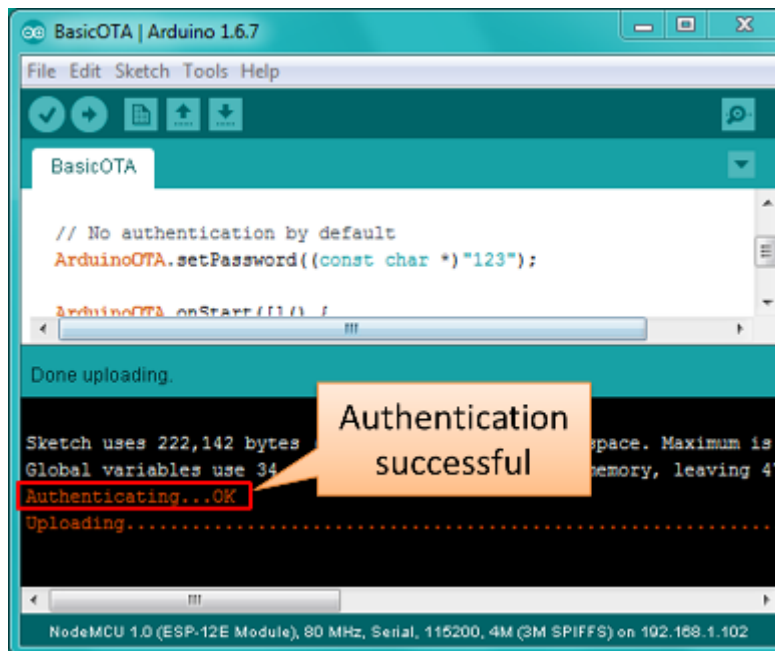 BasicOTA | Arduino 1.6.7
File Edit Sketch Tools Help
BasicOTA
// No authentication by default
ArduinoOTA.setPassword((const char *)"123");
ArduinoOTA.onStart([]() {
Done uploading.
Authentication
successful
Sketch uses 222,142 bytes space. Maximum is
Global variables use 34 memory, leaving 4
Authenticating...OK
Uploading...........................................................
NodeMCU 1.0 (ESP-12E Module), 80 MHz, Serial, 115200, 4M (3M SPIFFS) on 192.168.1.102